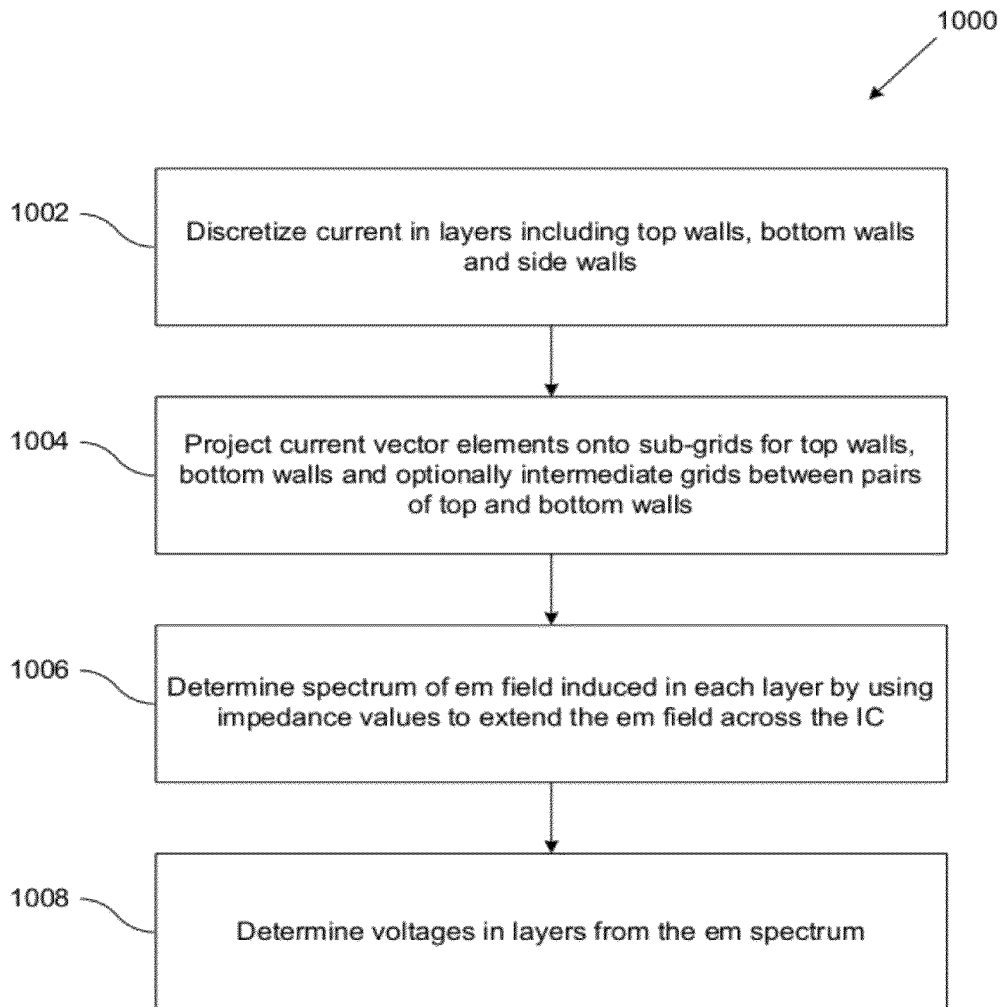 1000
1002
Discretize current in layers including top walls, bottom walls
and side walls
1004
Project current vector elements onto sub-grids for top walls,
bottom walls and optionally intermediate grids between pairs
of top and bottom walls
1006
Determine spectrum of em field induced in each layer by using
impedance values to extend the em field across the IC
1008
Determine voltages in layers from the em spectrum